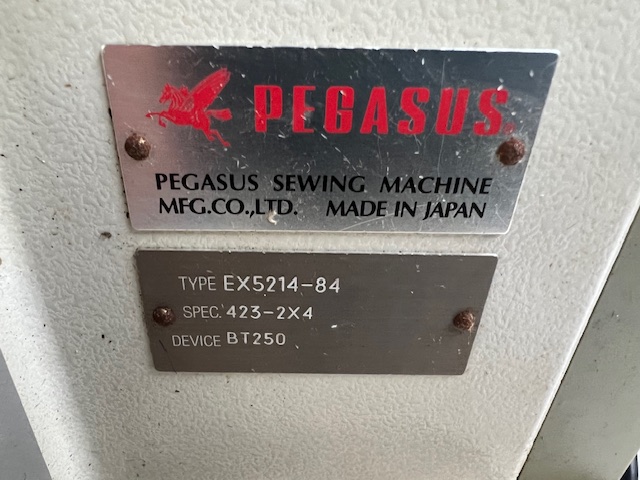 PEGASUS
PEGASUS SEWING MACHINE
MFG.CO.,LTD. MADE IN JAPAN
TYPE EX5214-84
SPEC. 423-2X4
DEVICE BT250